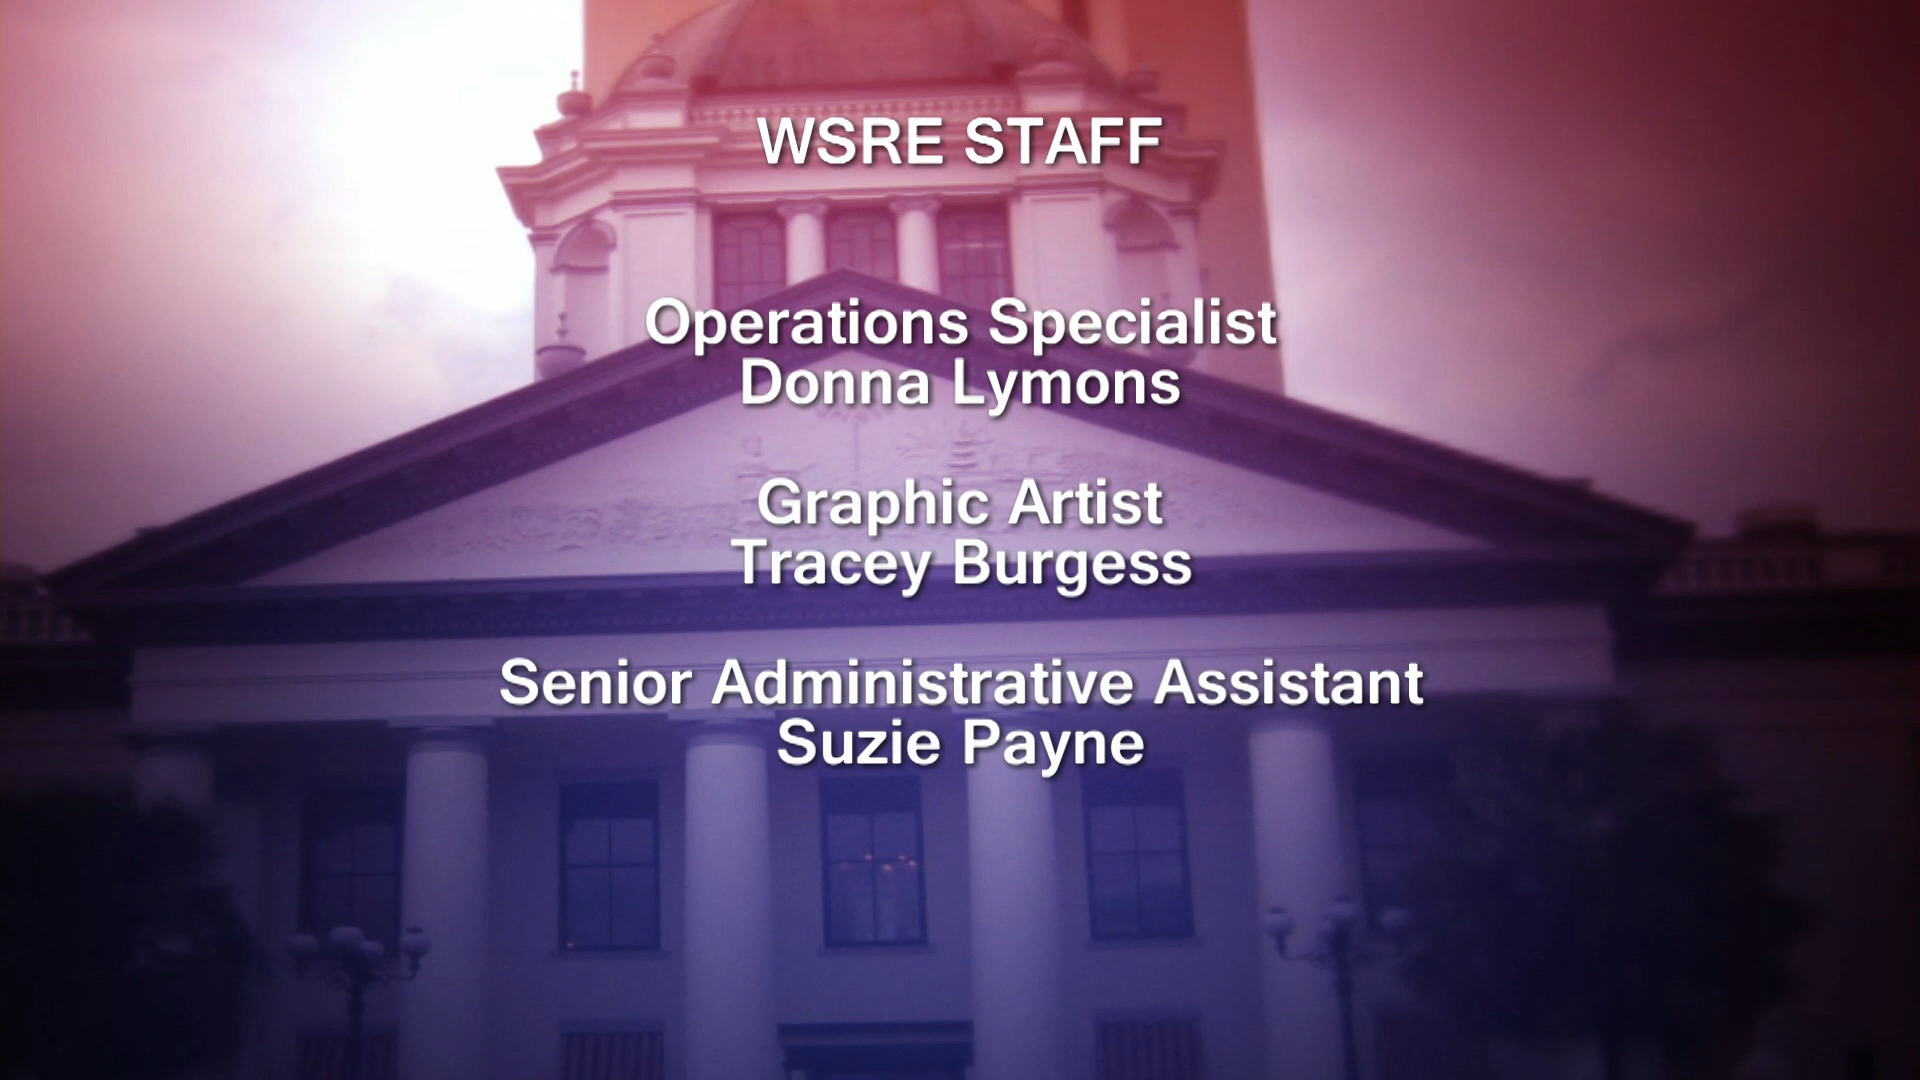 WSRE STAFF
Operations Specialist
Donna Lymons
Graphic Artist
Tracey Burgess
Senior Administrative Assistant
Suzie Payne